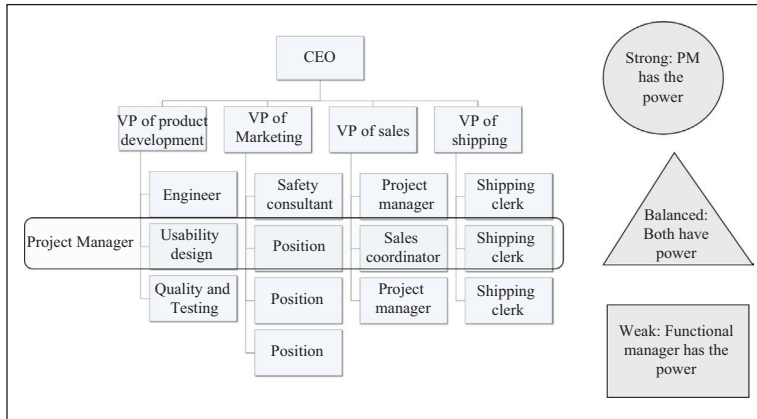 CEO
VP of product
development
VP of
Marketing
VP of sales
VP of
shipping
Engineer
Safety
consultant
Project
manager
Shipping
clerk
Project Manager
Usability
design
Position
Sales
coordinator
Shipping
clerk
Quality and
Testing
Position
Project
manager
Shipping
clerk
Position
Strong: PM
has the
power
Balanced:
Both have
power
Weak: Functional
manager has the
power